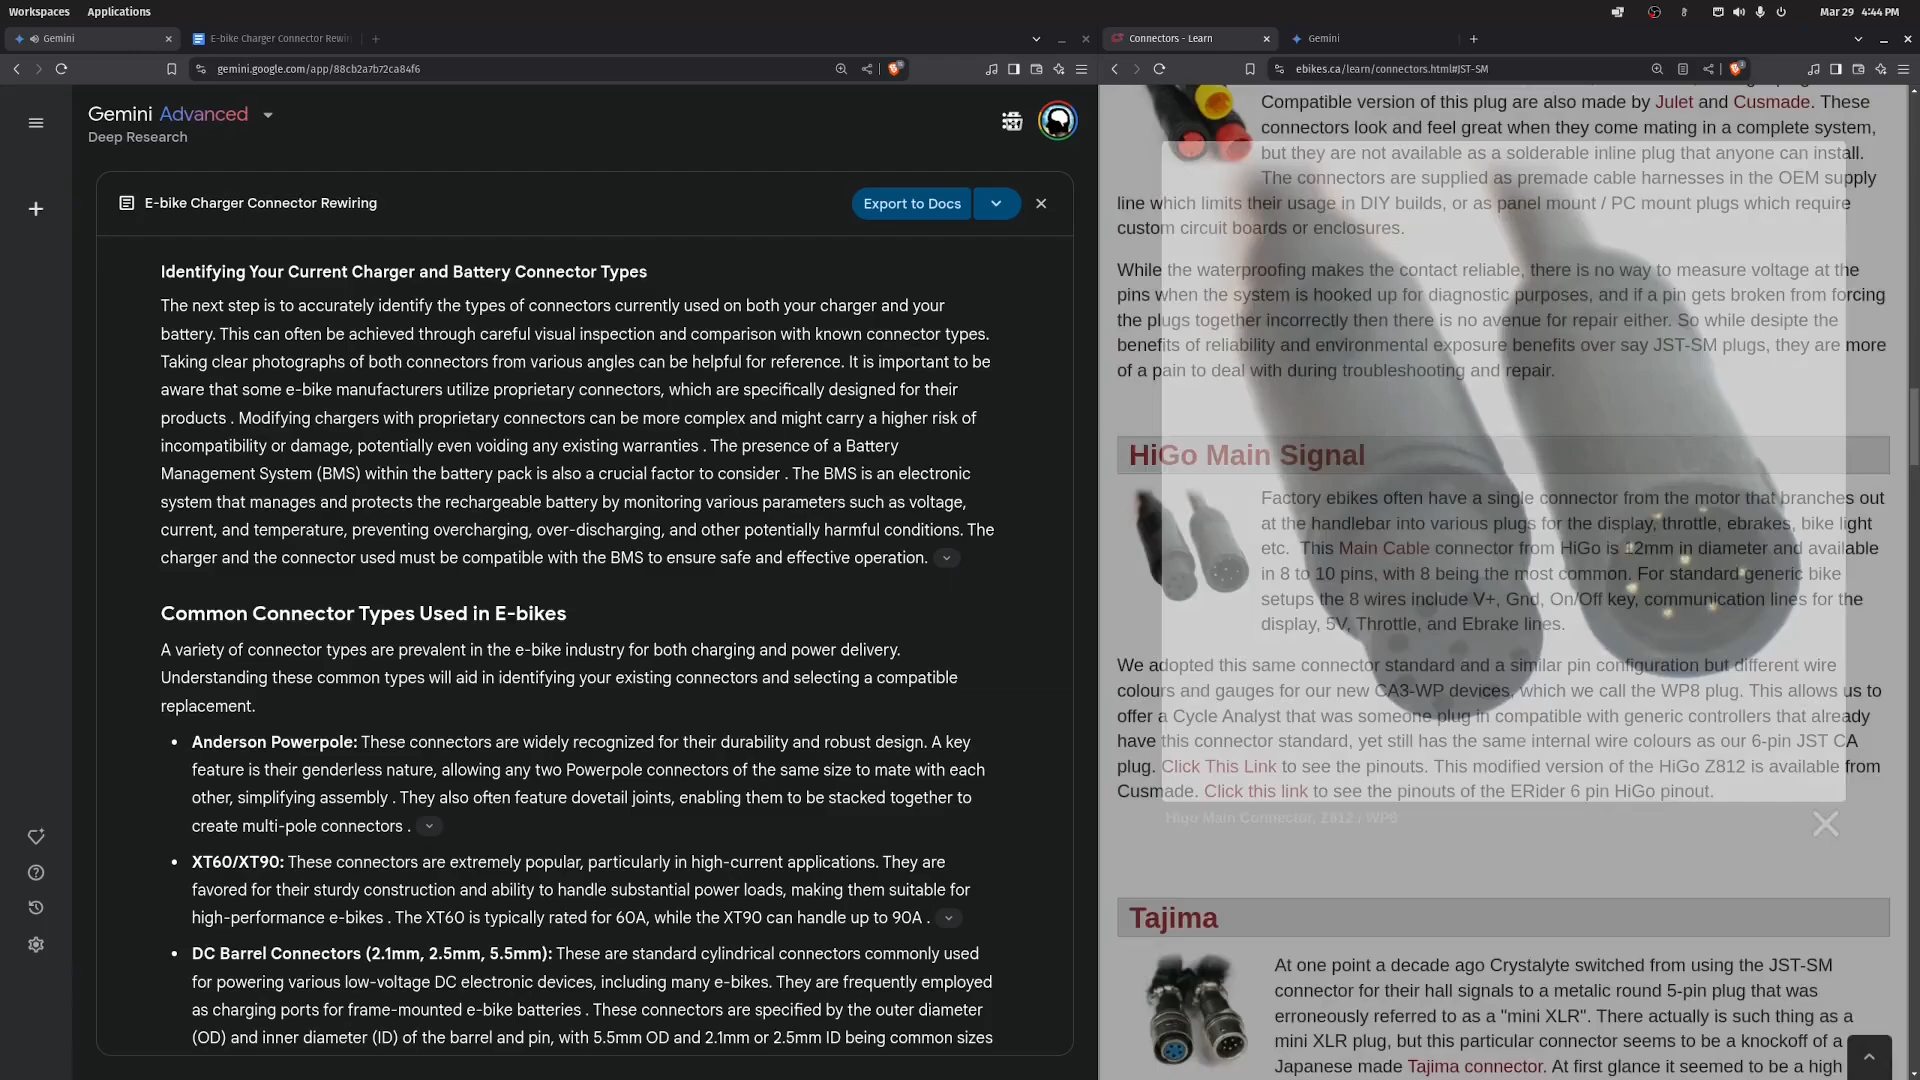 Workspaces Applications
Mar 29 4:44 PM
Gemini
E-bike Charger Connector Rewiri
Connectors - Learn
Gemini
gemini.google.com/app/88cb2a7b72ca84f6
ebikes.ca/learn/connectors.html#JST-SM
Gemini Advanced
Deep Research
E-bike Charger Connector Rewiring
Export to Docs
Identifying Your Current Charger and Battery Connector Types
The next step is to accurately identify the types of connectors currently used on both your charger and your
battery. This can often be achieved through careful visual inspection and comparison with known connector types.
Taking clear photographs of both connectors from various angles can be helpful for reference. It is important to be
aware that some e-bike manufacturers utilize proprietary connectors, which are specifically designed for their
products . Modifying chargers with proprietary connectors can be more complex and might carry a higher risk of
incompatibility or damage, potentially even voiding any existing warranties . The presence of a Battery
Management System (BMS) within the battery pack is also a crucial factor to consider . The BMS is an electronic
system that manages and protects the rechargeable battery by monitoring various parameters such as voltage,
current, and temperature, preventing overcharging, over-discharging, and other potentially harmful conditions. The
charger and the connector used must be compatible with the BMS to ensure safe and effective operation.
Common Connector Types Used in E-bikes
A variety of connector types are prevalent in the e-bike industry for both charging and power delivery.
Understanding these common types will aid in identifying your existing connectors and selecting a compatible
replacement.
• Anderson Powerpole: These connectors are widely recognized for their durability and robust design. A key
feature is their genderless nature, allowing any two Powerpole connectors of the same size to mate with each
other, simplifying assembly . They also often feature dovetail joints, enabling them to be stacked together to
create multi-pole connectors .
• XT60/XT90: These connectors are extremely popular, particularly in high-current applications. They are
favored for their sturdy construction and ability to handle substantial power loads, making them suitable for
high-performance e-bikes . The XT60 is typically rated for 60A, while the XT90 can handle up to 90A .
• DC Barrel Connectors (2.1mm, 2.5mm, 5.5mm): These are standard cylindrical connectors commonly used
for powering various low-voltage DC electronic devices, including many e-bikes. They are frequently employed
as charging ports for frame-mounted e-bike batteries . These connectors are specified by the outer diameter
(OD) and inner diameter (ID) of the barrel and pin, with 5.5mm OD and 2.1mm or 2.5mm ID being common sizes
Compatible version of this plug are also made by Julet and Cusmade. These
connectors look and feel great when they come mating in a complete system,
but they are not available as a solderable inline plug that anyone can install.
The connectors are supplied as premade cable harnesses in the OEM supply
line which limits their usage in DIY builds, or as panel mount / PC mount plugs which require
custom circuit boards or enclosures.
While the waterproofing makes the contact reliable, there is no way to measure voltage at the
pins when the system is hooked up for diagnostic purposes, and if a pin gets broken from forcing
the plugs together incorrectly then there is no avenue for repair either. So while desipte the
benefits of reliability and environmental exposure benefits over say JST-SM plugs, they are more
of a pain to deal with during troubleshooting and repair.
HiGo Main Signal
Factory ebikes often have a single connector from the motor that branches out
at the handlebar into various plugs for the display, throttle, ebrakes, bike light
etc. This Main Cable connector from HiGo is 12mm in diameter and available
in 8 to 10 pins, with 8 being the most common. For standard generic bike
setups the 8 wires include V+, Gnd, On/Off key, communication lines for the
display, 5V, Throttle, and Ebrake lines.
We adopted this same connector standard and a similar pin configuration but different wire
colours and gauges for our new CA3-WP devices, which we call the WP8 plug. This allows us to
offer a Cycle Analyst that was someone plug in compatible with generic controllers that already
have this connector standard, yet still has the same internal wire colours as our 6-pin JST CA
plug. Click This Link to see the pinouts. This modified version of the HiGo Z812 is available from
Cusmade. Click this link to see the pinouts of the ERider 6 pin HiGo pinout.
Higo Main Connector, Z812 / WP8
Tajima
At one point a decade ago Crystalyte switched from using the JST-SM
connector for their hall signals to a metalic round 5-pin plug that was
erroneously referred to as a "mini XLR". There actually is such thing as a
mini XLR plug, but this particular connector seems to be a knockoff of a
Japanese made Tajima connector. At first glance it seemed to be a high